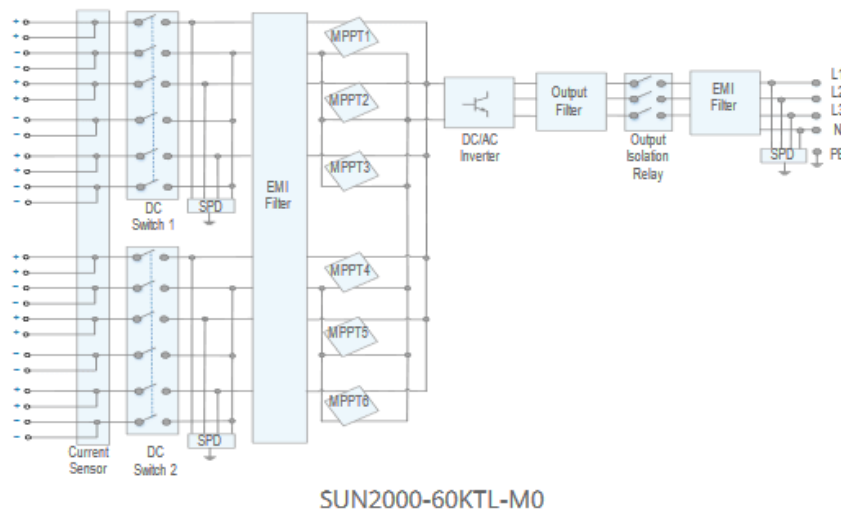 +
+
-
-
+
+
-
-
+
+
-
-
DC
Switch 1
SPD
EMI
Filter
MPPT1
MPPT2
MPPT3
DC/AC
Inverter
Output
Filter
Output
Isolation
Relay
EMI
Filter
L1
L2
L3
N
SPD
PE
+
+
-
-
+
+
-
-
+
+
-
-
Current
Sensor
DC
Switch 2
SPD
MPPT4
MPPT5
MPPT6
SUN2000-60KTL-M0